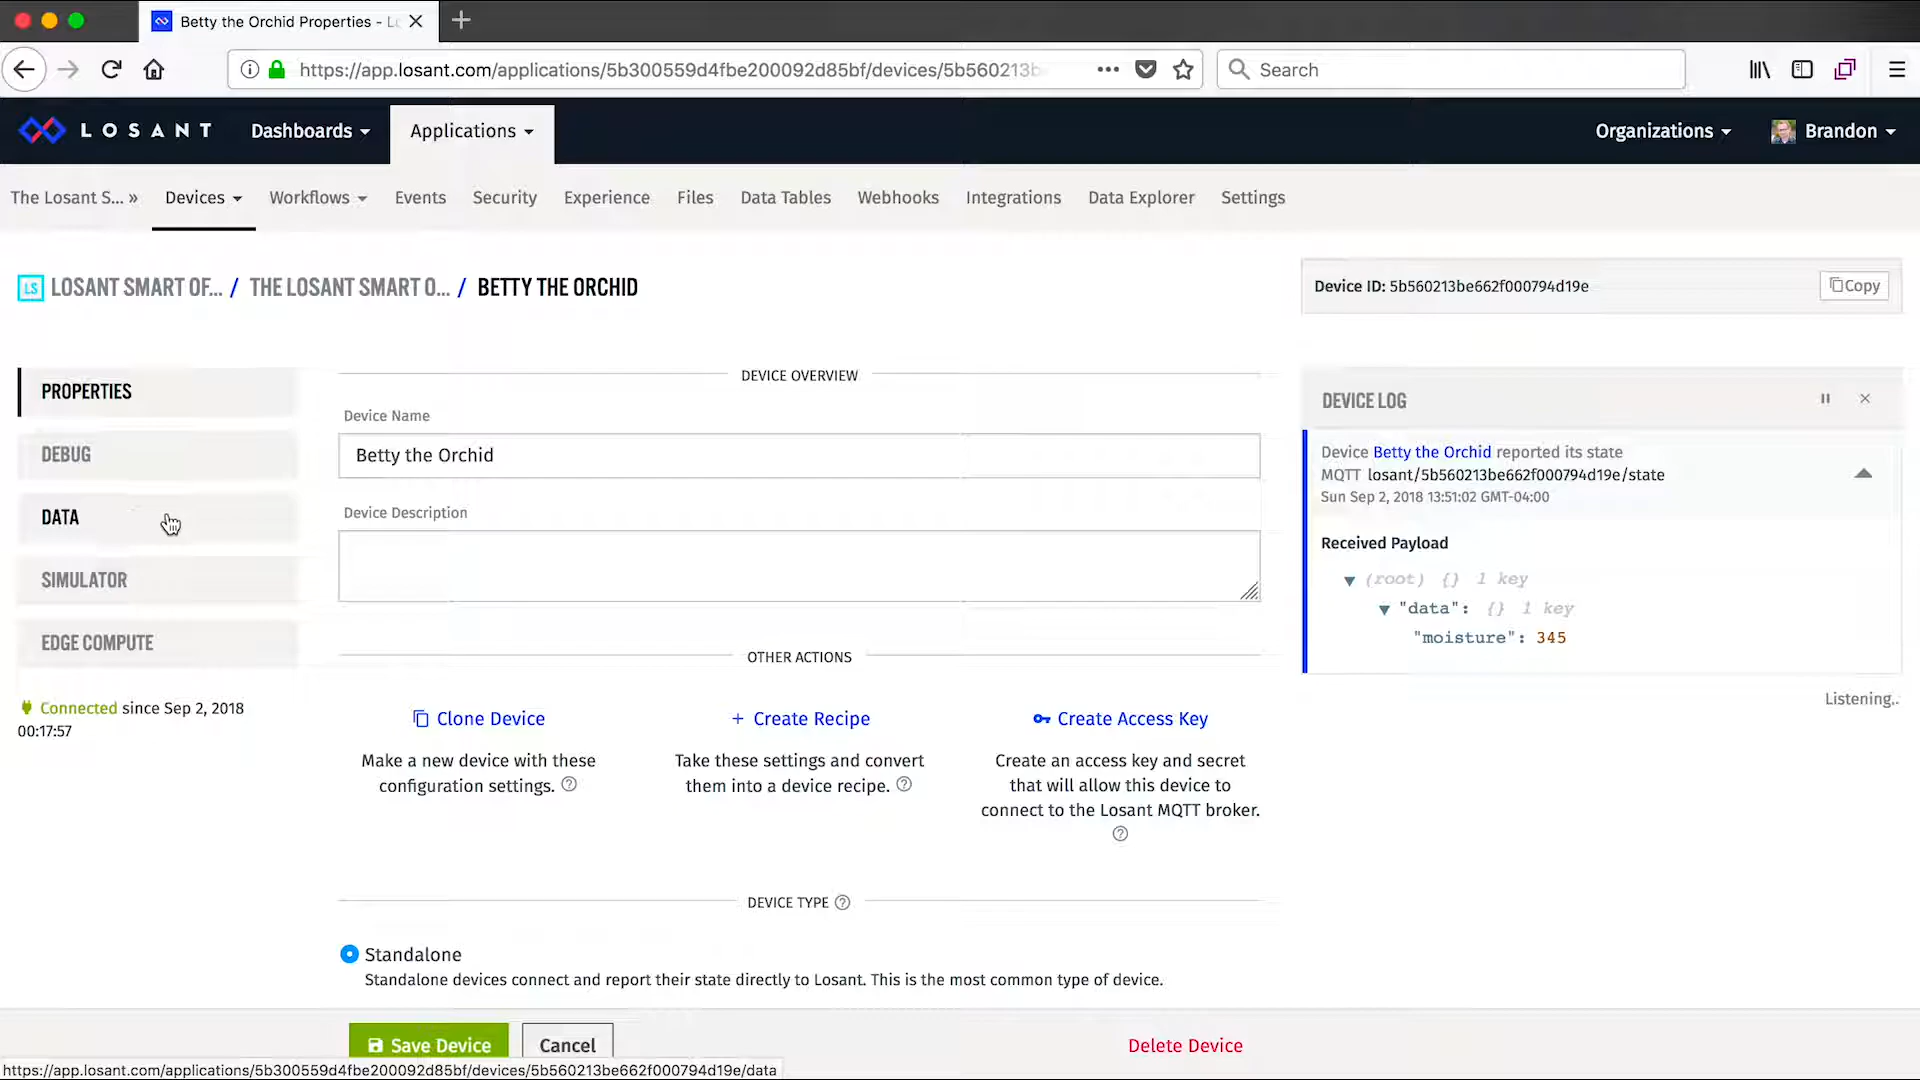 Betty the Orchid Properties - Lo
https://app.losant.com/applications/5b300559d4fbe200092d85bf/devices/5b560213b
Search
LOSANT
Dashboards
Applications
Organizations
Brandon
The Losant S... »
Devices
Workflows
Events
Security
Experience
Files
Data Tables
Webhooks
Integrations
Data Explorer
Settings
LS LOSANT SMART OF... / THE LOSANT SMART O... / BETTY THE ORCHID
Device ID: 5b560213be662f000794d19e
Copy
PROPERTIES
DEBUG
DATA
SIMULATOR
EDGE COMPUTE
Connected since Sep 2, 2018
00:17:57
DEVICE OVERVIEW
Device Name
Betty the Orchid
Device Description
OTHER ACTIONS
Clone Device
Make a new device with these
configuration settings.
+ Create Recipe
Take these settings and convert
them into a device recipe.
Create Access Key
Create an access key and secret
that will allow this device to
connect to the Losant MQTT broker.
DEVICE TYPE
Standalone
Standalone devices connect and report their state directly to Losant. This is the most common type of device.
Save Device
Cancel
Delete Device
DEVICE LOG
Device Betty the Orchid reported its state
MQTT losant/5b560213be662f000794d19e/state
Sun Sep 2, 2018 13:51:02 GMT-04:00
Received Payload
(root) {} 1 key
"data": {} 1 key
"moisture": 345
Listening..
https://app.losant.com/applications/5b300559d4fbe200092d85bf/devices/5b560213be662f000794d19e/data